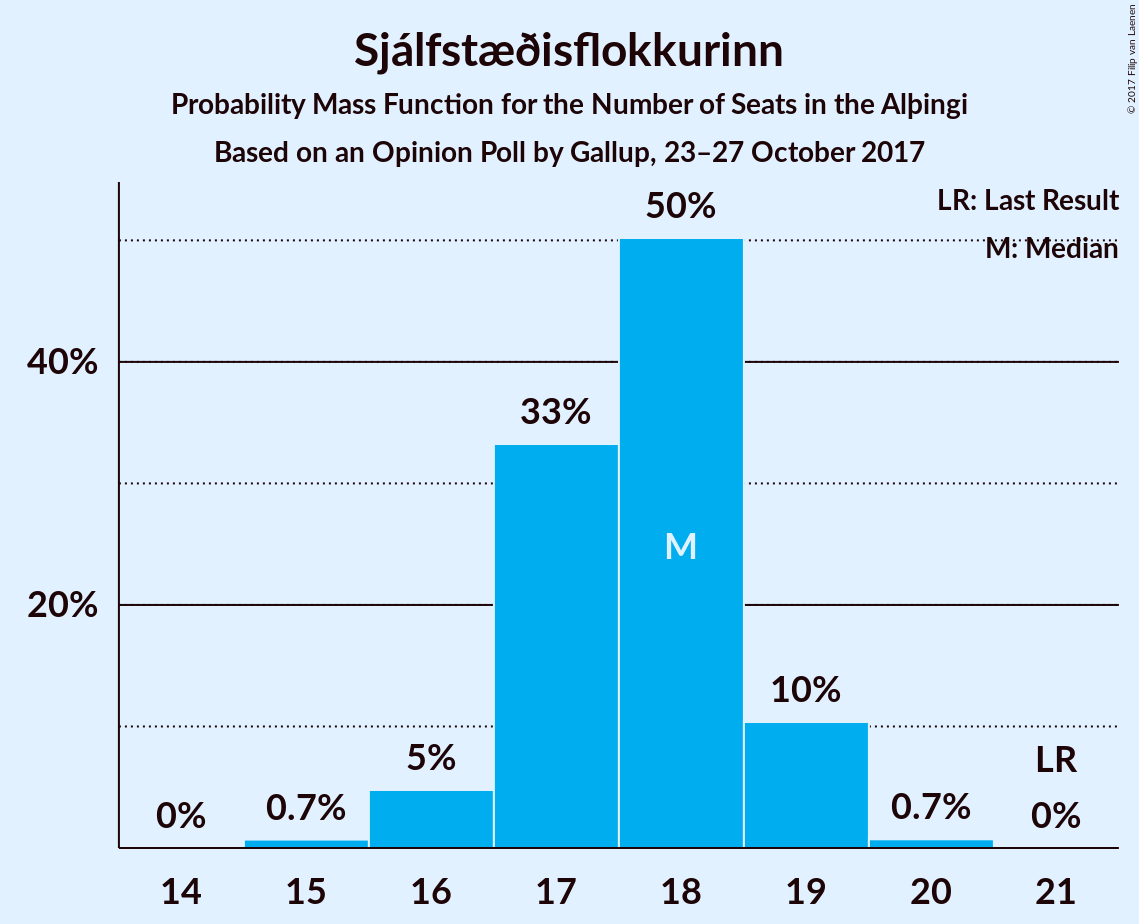 Sjálfstæðisflokkurinn
Probability Mass Function for the Number of Seats in the Alþingi
Based on an Opinion Poll by Gallup, 23–27 October 2017
© 2017 Filip van Laenen
LR: Last Result
M: Median
40%
20%
0%
0.7%
5%
33%
50%
M
10%
0.7%
LR
0%
14 15 16 17 18 19 20 21